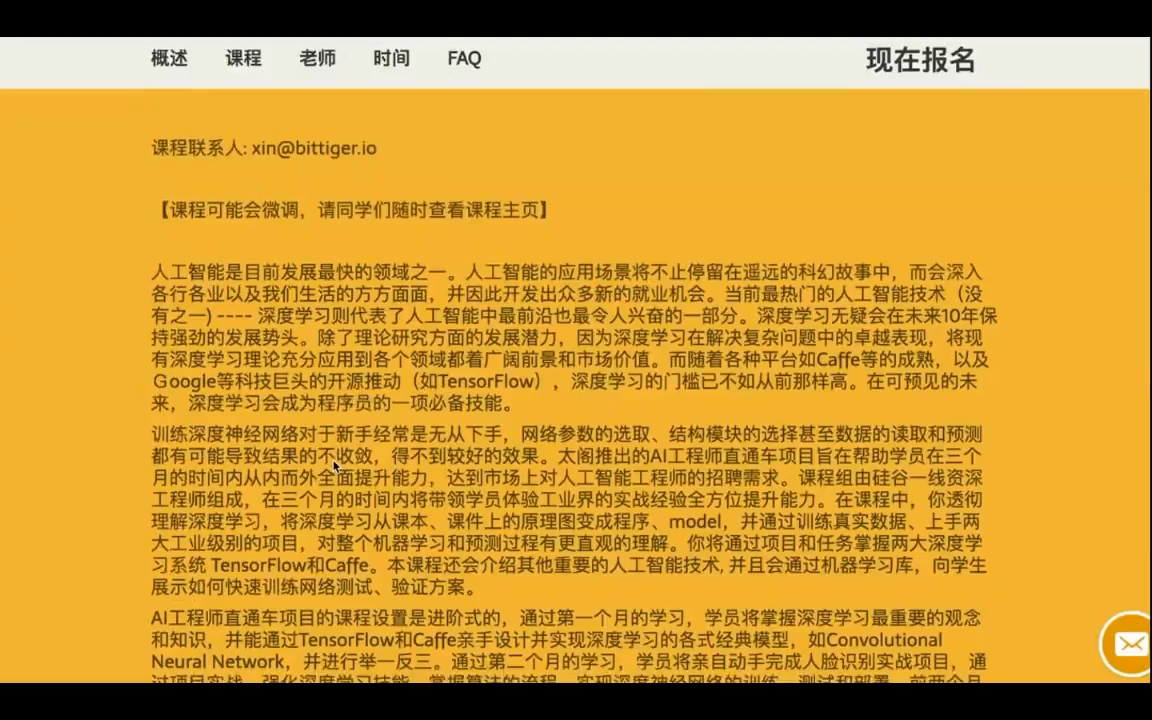 概述 课程 老师 时间 FAQ 现在报名
课程联系人: xin@bittiger.io
【课程可能会微调，请同学们随时查看课程主页】
人工智能是目前发展最快的领域之一。人工智能的应用场景将不止停留在遥远的科幻故事中，而会深入
各行各业以及我们生活的方方面面，并因此开发出众多新的就业机会。当前最热门的人工智能技术（没
有之一) ---- 深度学习则代表了人工智能中最前沿也最令人兴奋的一部分。深度学习无疑会在未来10年保
持强劲的发展势头。除了理论研究方面的发展潜力，因为深度学习在解决复杂问题中的卓越表现，将现
有深度学习理论充分应用到各个领域都着广阔前景和市场价值。而随着各种平台如Caffe等的成熟，以及
Google等科技巨头的开源推动（如TensorFlow），深度学习的门槛已不如从前那样高。在可预见的未
来，深度学习会成为程序员的一项必备技能。
训练深度神经网络对于新手经常是无从下手，网络参数的选取、结构模块的选择甚至数据的读取和预测
都有可能导致结果的不收敛，得不到较好的效果。太阁推出的AI工程师直通车项目旨在帮助学员在三个
月的时间内从内而外全面提升能力，达到市场上对人工智能工程师的招聘需求。课程组由硅谷一线资深
工程师组成，在三个月的时间内将带领学员体验工业界的实战经验全方位提升能力。在课程中，你透彻
理解深度学习，将深度学习从课本、课件上的原理图变成程序、model，并通过训练真实数据、上手两
大工业级别的项目，对整个机器学习和预测过程有更直观的理解。你将通过项目和任务掌握两大深度学
习系统 TensorFlow和Caffe。本课程还会介绍其他重要的人工智能技术, 并且会通过机器学习库，向学生
展示如何快速训练网络测试、验证方案。
AI工程师直通车项目的课程设置是进阶式的，通过第一个月的学习，学员将掌握深度学习最重要的观念
和知识，并能通过TensorFlow和Caffe亲手设计并实现深度学习的各式经典模型，如Convolutional
Neural Network，并进行举一反三。通过第二个月的学习，学员将亲自动手完成人脸识别实战项目，通
过项目实战，强化深度学习技能，掌握算法的流程，实现深度神经网络的训练、测试和部署。前两个月